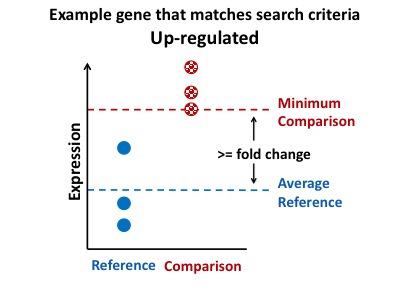 Example gene that matches search criteria
Up-regulated
Minimum
Comparison
>= fold change
Average
Reference
Expression
Reference Comparison